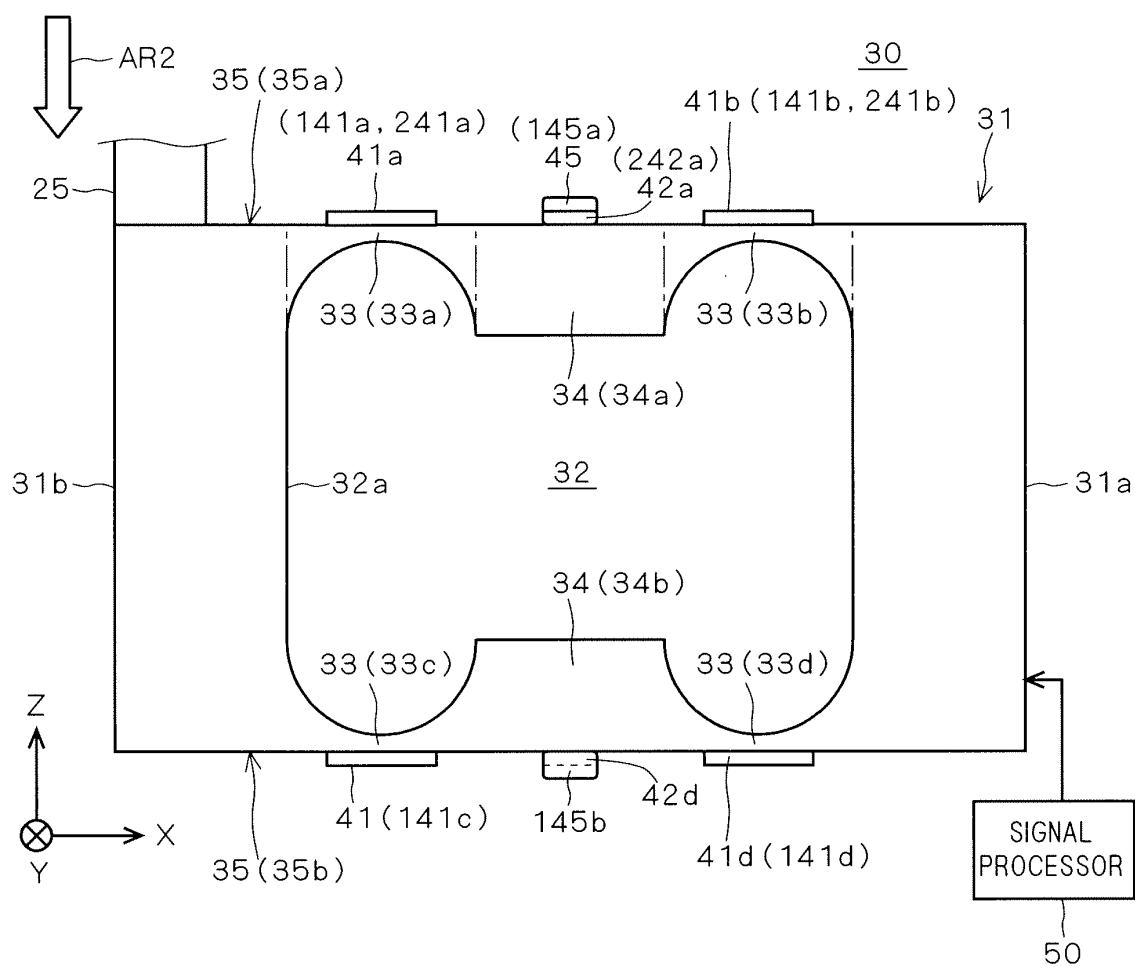 AR2
30
35(35a)
41b(141b,241b)
(141a,241a)
(145a)
31
41a
45
(242a)
25
42a
33(33a)
33(33b)
34(34a)
31b
32a
32
31a
34(34b)
33(33c)
33(33d)
Z
42d
41(141c)
145b
X
SIGNAL
PROCESSOR
41d(141d)
Y
35(35b)
50